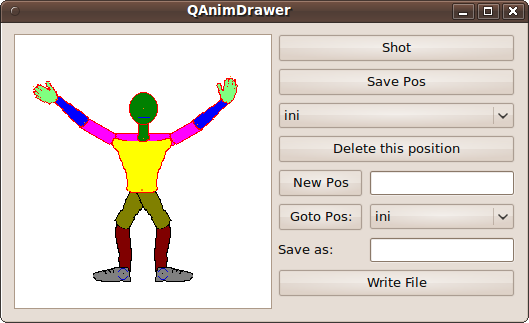 QAnimDrawer
Shot
Save Pos
ini
Delete this position
New Pos
Goto Pos: ini
Save as:
Write File